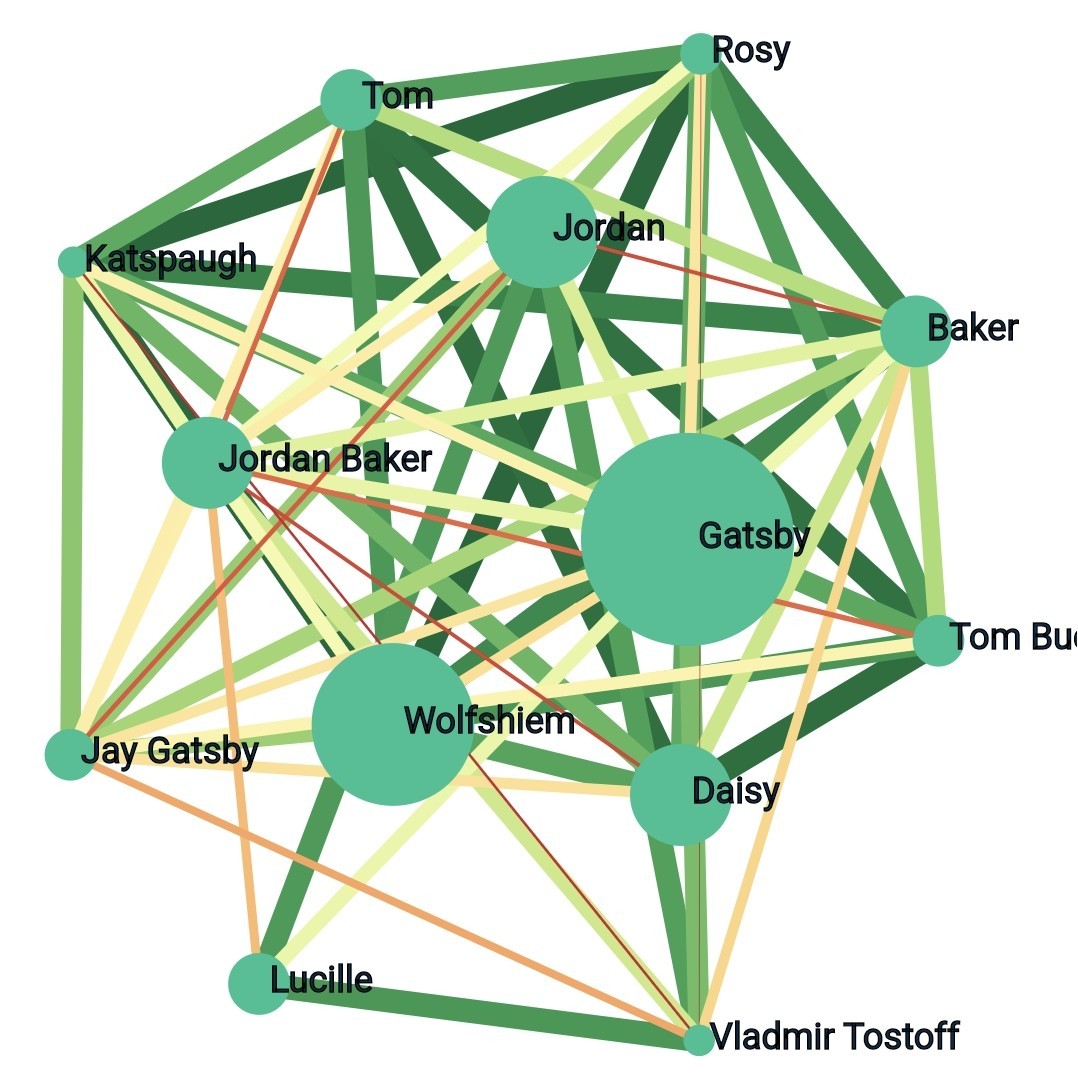 Rosy
Tom
Jordan
Katspaugh
Baker
Jordan Baker
Gatsby
Tom Buc
Wolfshiem
Jay Gatsby
Daisy
Lucille
Vladmir Tostoff